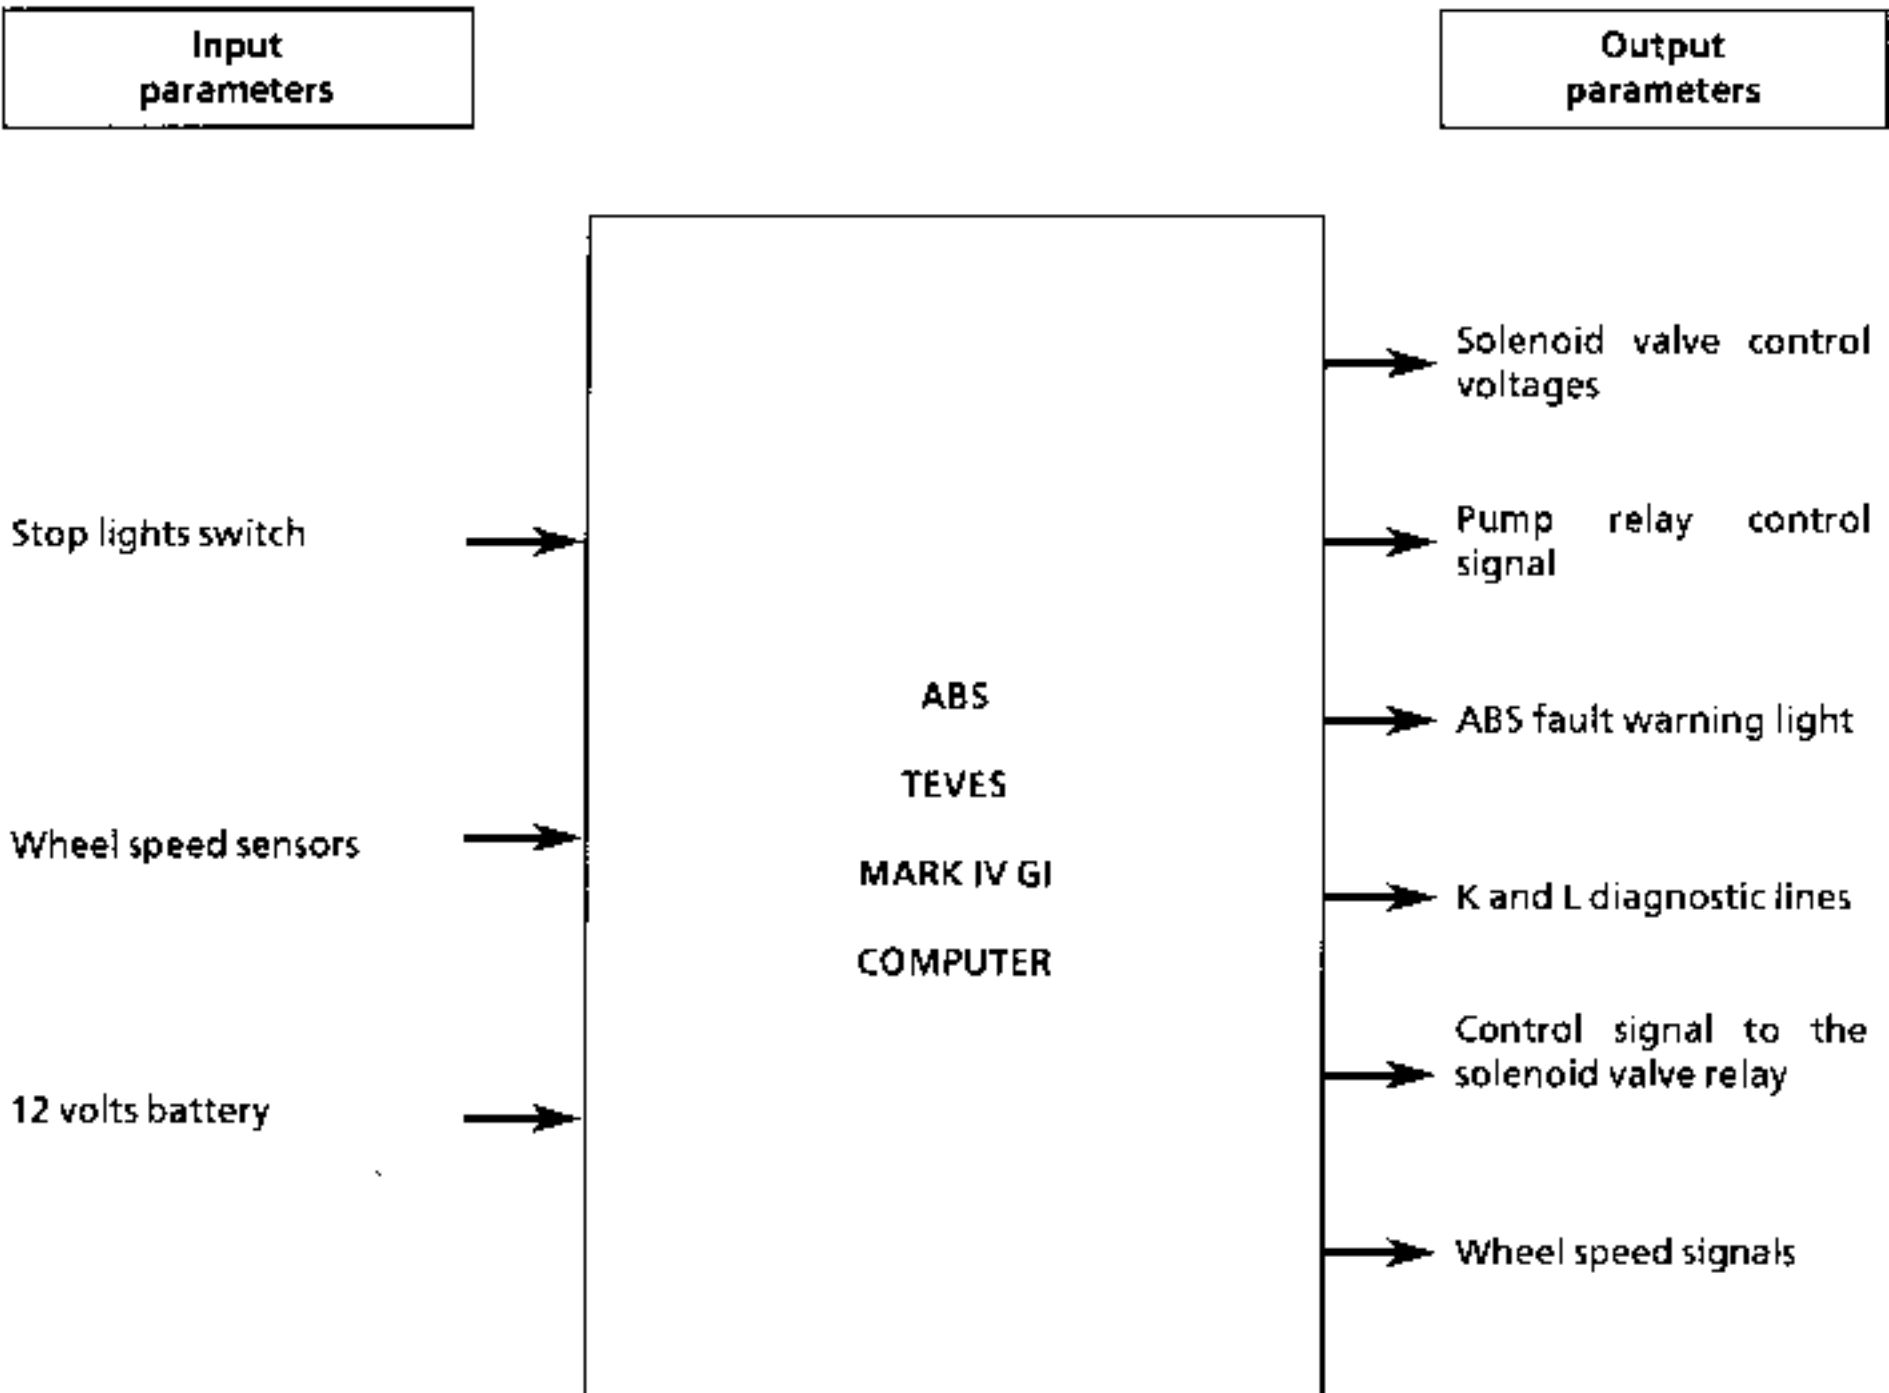 Input
parameters
Output
parameters
Solenoid valve control
voltages
Stop lights switch
Pump relay control
signal
ABS
TEVES
MARK IV GI
COMPUTER
ABS fault warning light
Wheel speed sensors
K and L diagnostic lines
Control signal to the
solenoid valve relay
12 volts battery
Wheel speed signals